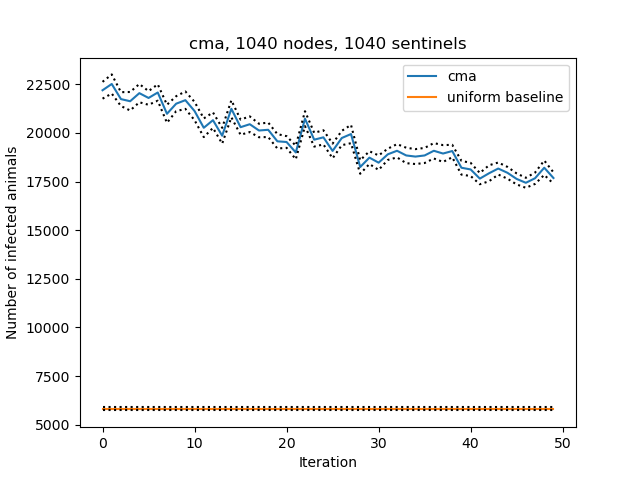 cma, 1040 nodes, 1040 sentinels
cma
uniform baseline
22500
20000
17500
15000
12500
10000
7500
5000
Number of infected animals
0 10 20 30 40 50
Iteration